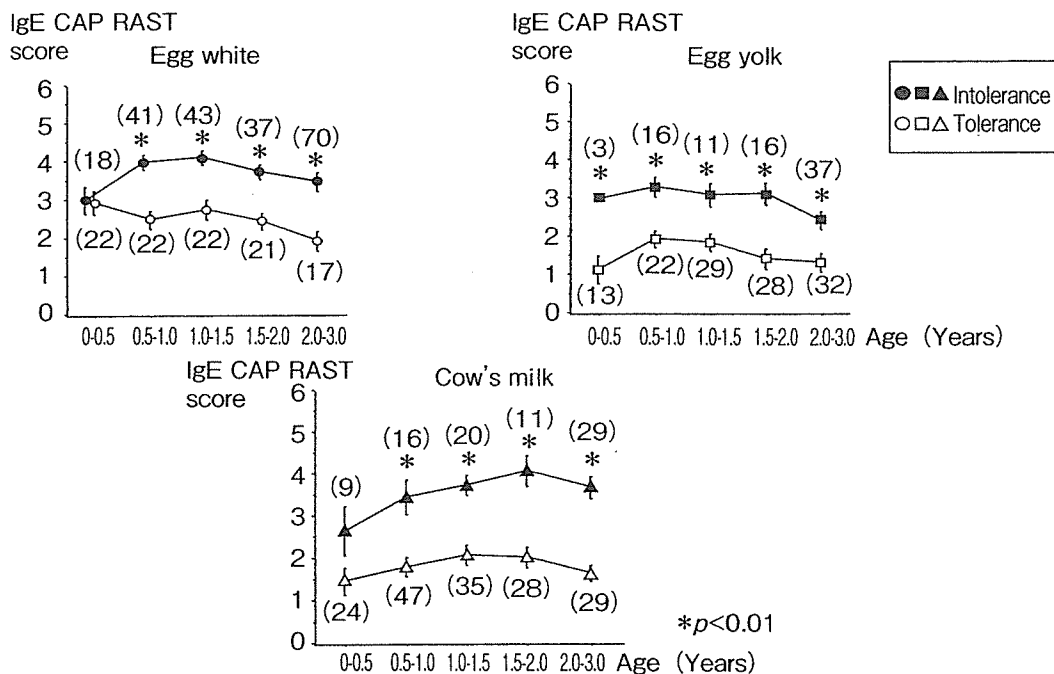 IgE CAP RAST
score
Egg white
6
5
4
3
2
1
0
(18) (41) (43) (37) (70)
* * * *
(22) (22) (22) (21) (17)
0-0.5 0.5-1.0 1.0-1.5 1.5-2.0 2.0-3.0
IgE CAP RAST
score
Egg yolk
6
5
4
3
2
1
0
(3) (16) (11) (16) (37)
* * * * *
(13) (22) (29) (28) (32)
0-0.5 0.5-1.0 1.0-1.5 1.5-2.0 2.0-3.0 Age (Years)
Intolerance
Tolerance
IgE CAP RAST
score
Cow's milk
6
5
4
3
2
1
0
(9) (16) (20) (11) (29)
* * * *
(24) (47) (35) (28) (29)
0-0.5 0.5-1.0 1.0-1.5 1.5-2.0 2.0-3.0 Age (Years)
*p<0.01